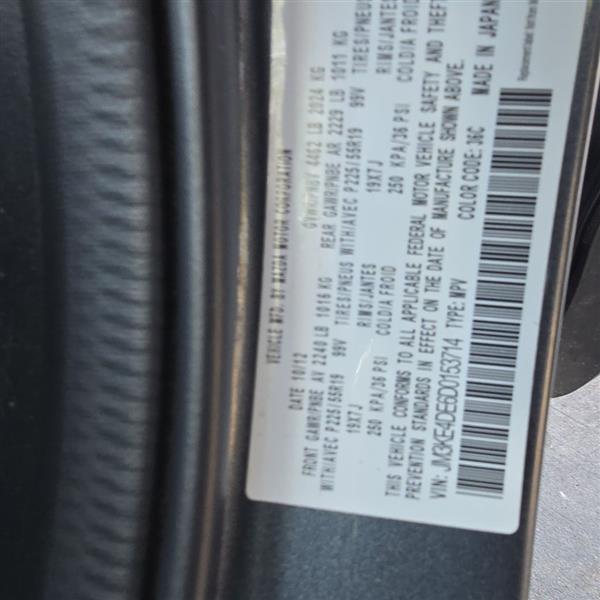 VEHICLE MFD. BY MAZDA MOTOR CORPORATION
DATE 10/12 GVWR/PNBV 4462 LB 2024 KG
FRONT GAWR/PNBE AV 2240 LB 1016 KG REAR GAWR/PNBE AR 2229 LB 1011 KG
WITH/AVEC P225/55R19 99V TIRES/PNEUS WITH/AVEC P225/55R19 99V TIRES/PNEUS
19X7J RIMS/JANTES 19X7J RIMS/JANTES
250 KPA/36 PSI COLD/A FROID 250 KPA/36 PSI COLD/A FROID
THIS VEHICLE CONFORMS TO ALL APPLICABLE FEDERAL MOTOR VEHICLE SAFETY AND THEFT
PREVENTION STANDARDS IN EFFECT ON THE DATE OF MANUFACTURE SHOWN ABOVE.
VIN: JM3KE4DE6D0153714 TYPE: MPV COLOR CODE: 36C MADE IN JAPAN